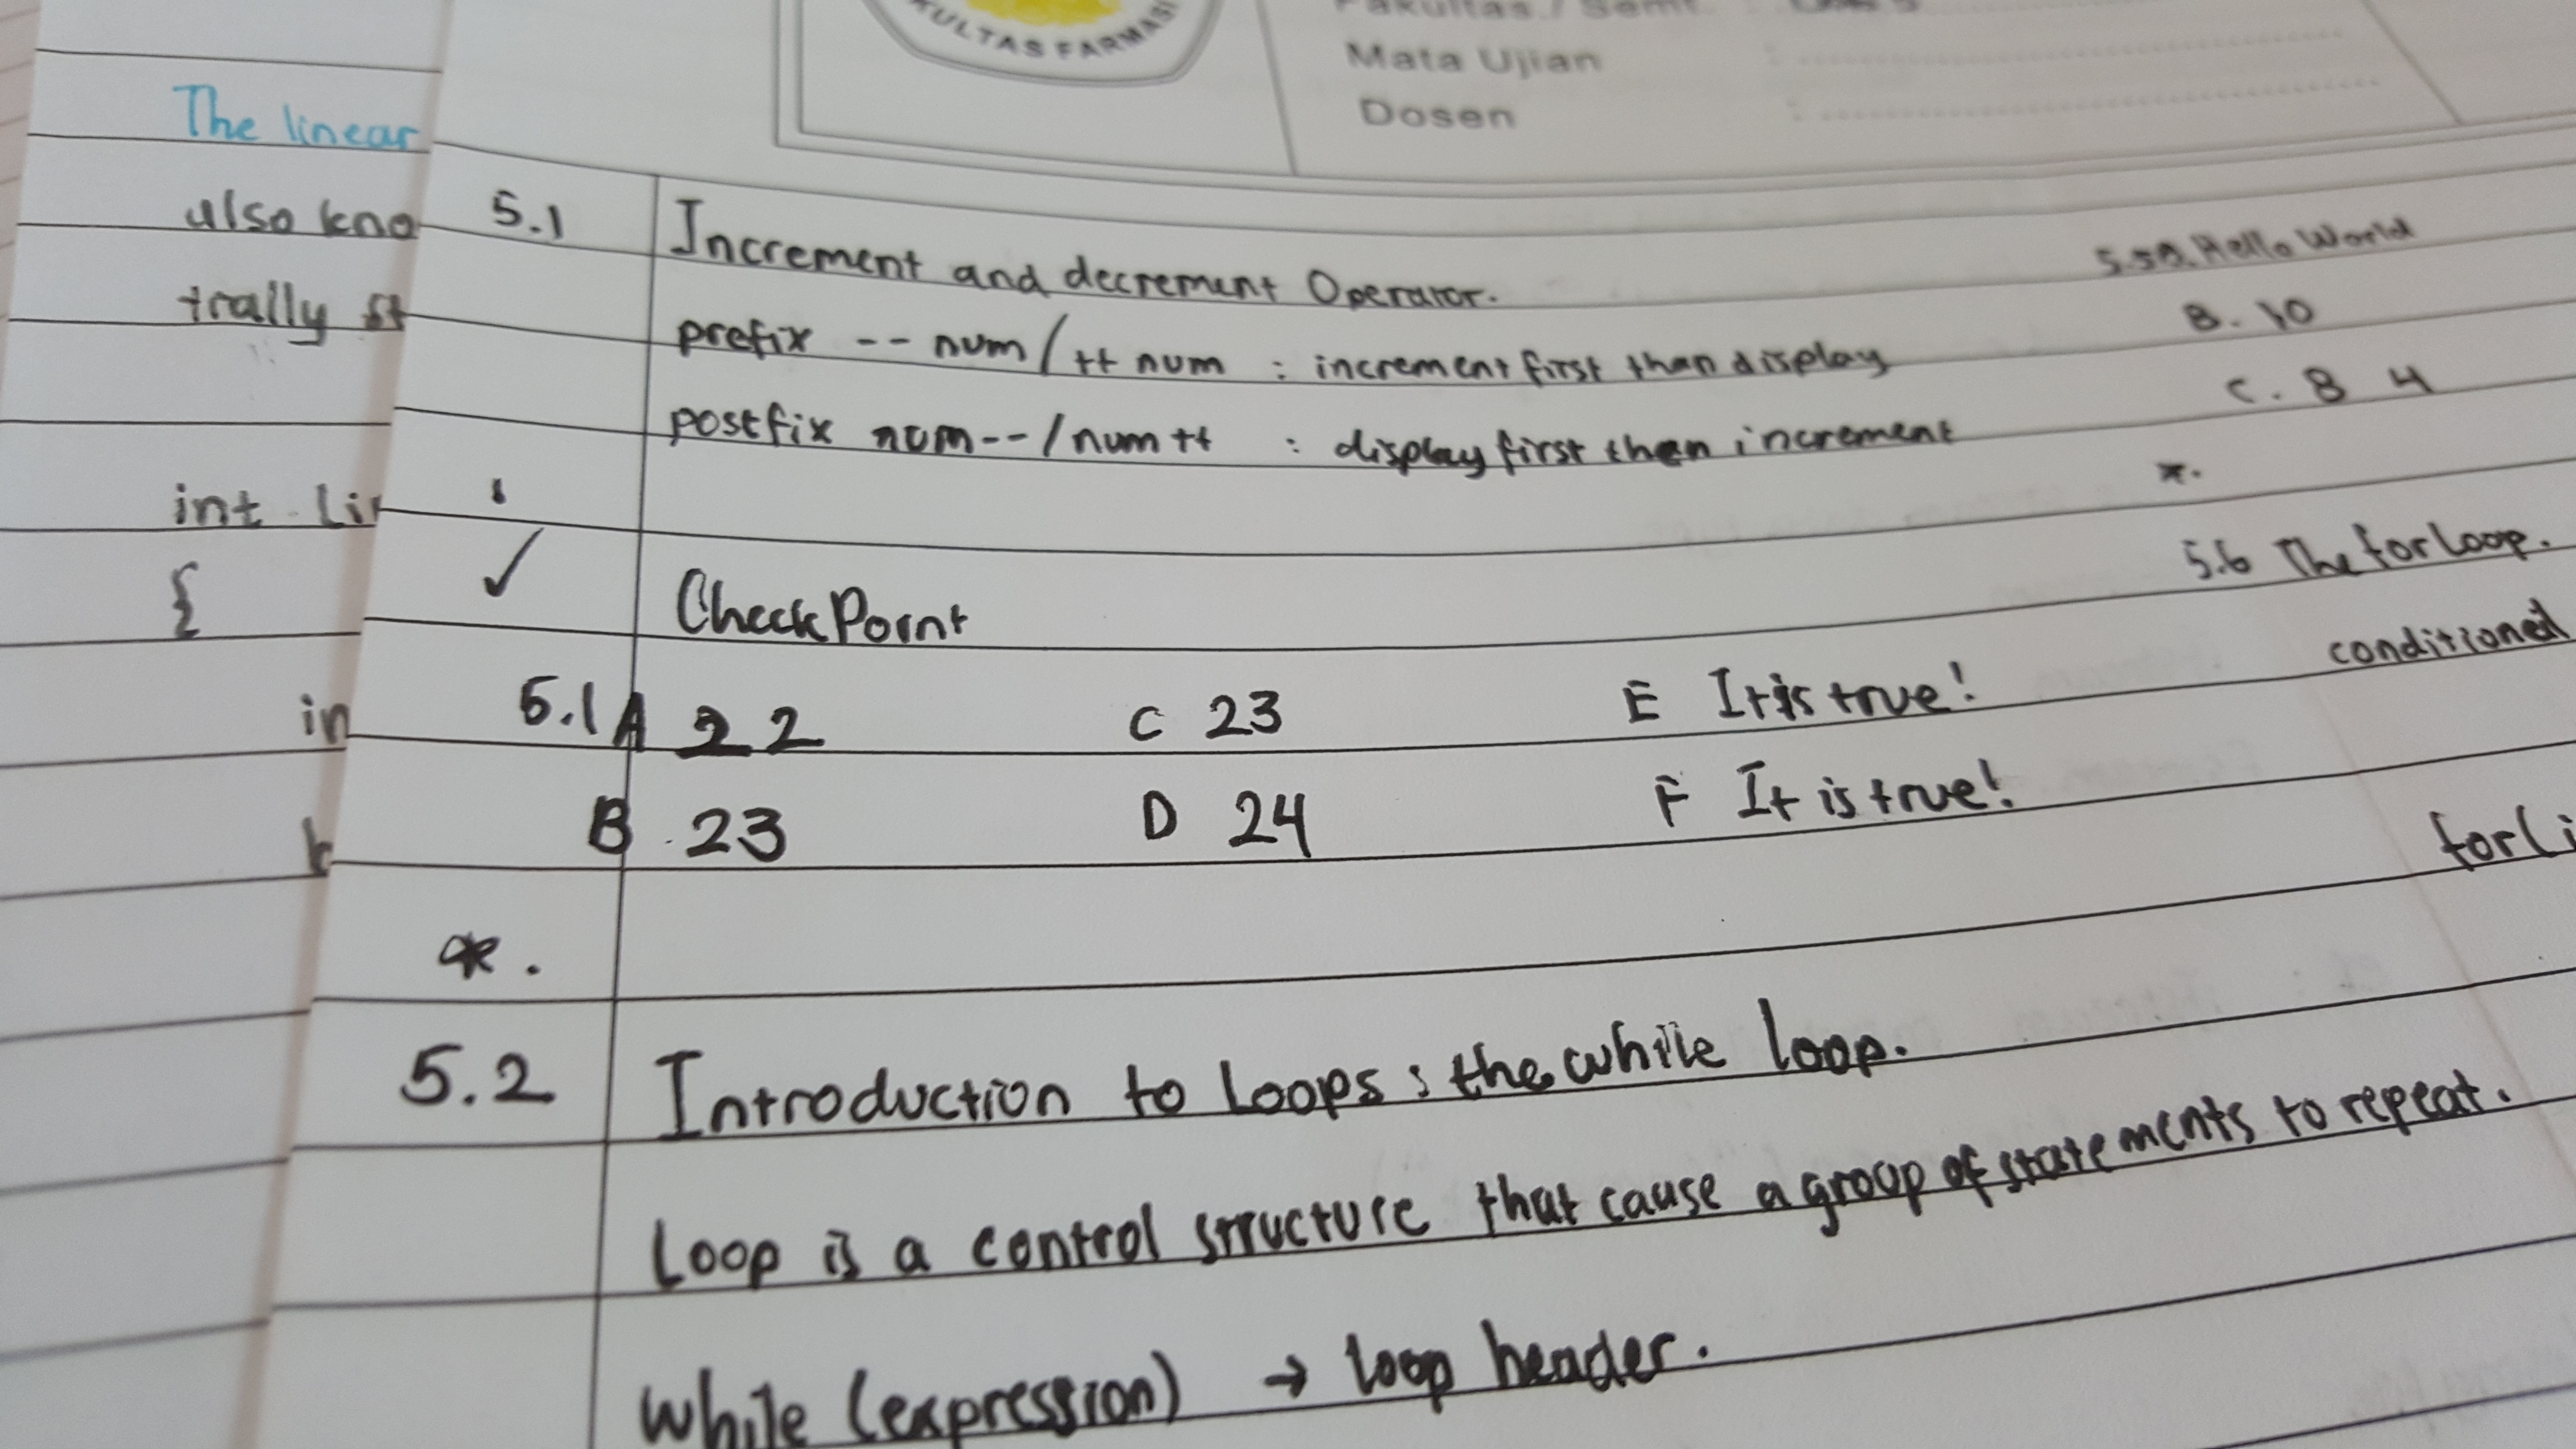 KULTAS FARMASI
Fakultas / Semt. :
Mata Ujian :
Dosen :
The linear
also kno
trally st
int lin
{
in
5.1 Increment and decrement Operator.
prefix -- num / ++ num : increment first than display
postfix num-- / num ++ : display first then increment
✓ CheckPoint
5.1 A 22 C 23 E It is true!
B 23 D 24 F It is true!
*.
5.2 Introduction to Loops : the while loop.
Loop is a control structure that cause a group of statements to repeat.
While (expression) → loop header.
5.5A. Hello World
B. 10
C. 8 4
*.
5.6 The for loop.
conditioned
for(i